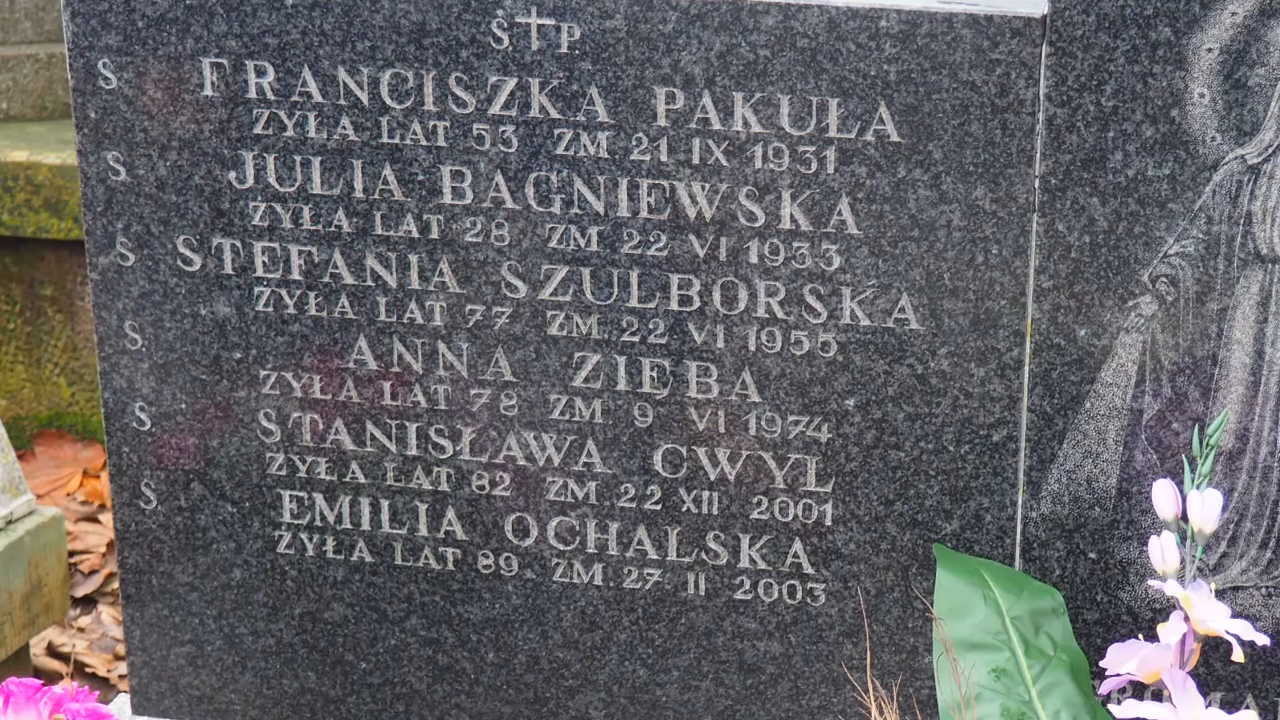 Ś † P.
S. FRANCISZKA PAKUŁA
ŻYŁA LAT 53 ZM. 21 IX 1931
S. JULIA BAGNIEWSKA
ŻYŁA LAT 28 ZM. 22 VI 1933
S. STEFANIA SZULBORSKA
ŻYŁA LAT 77 ZM. 22 VI 1955
S. ANNA ZIĘBA
ŻYŁA LAT 78 ZM. 9 VI 1974
S. STANISŁAWA CWYL
ŻYŁA LAT 82 ZM. 22 XII 2001
S. EMILIA OCHALSKA
ŻYŁA LAT 89 ZM. 27 II 2003